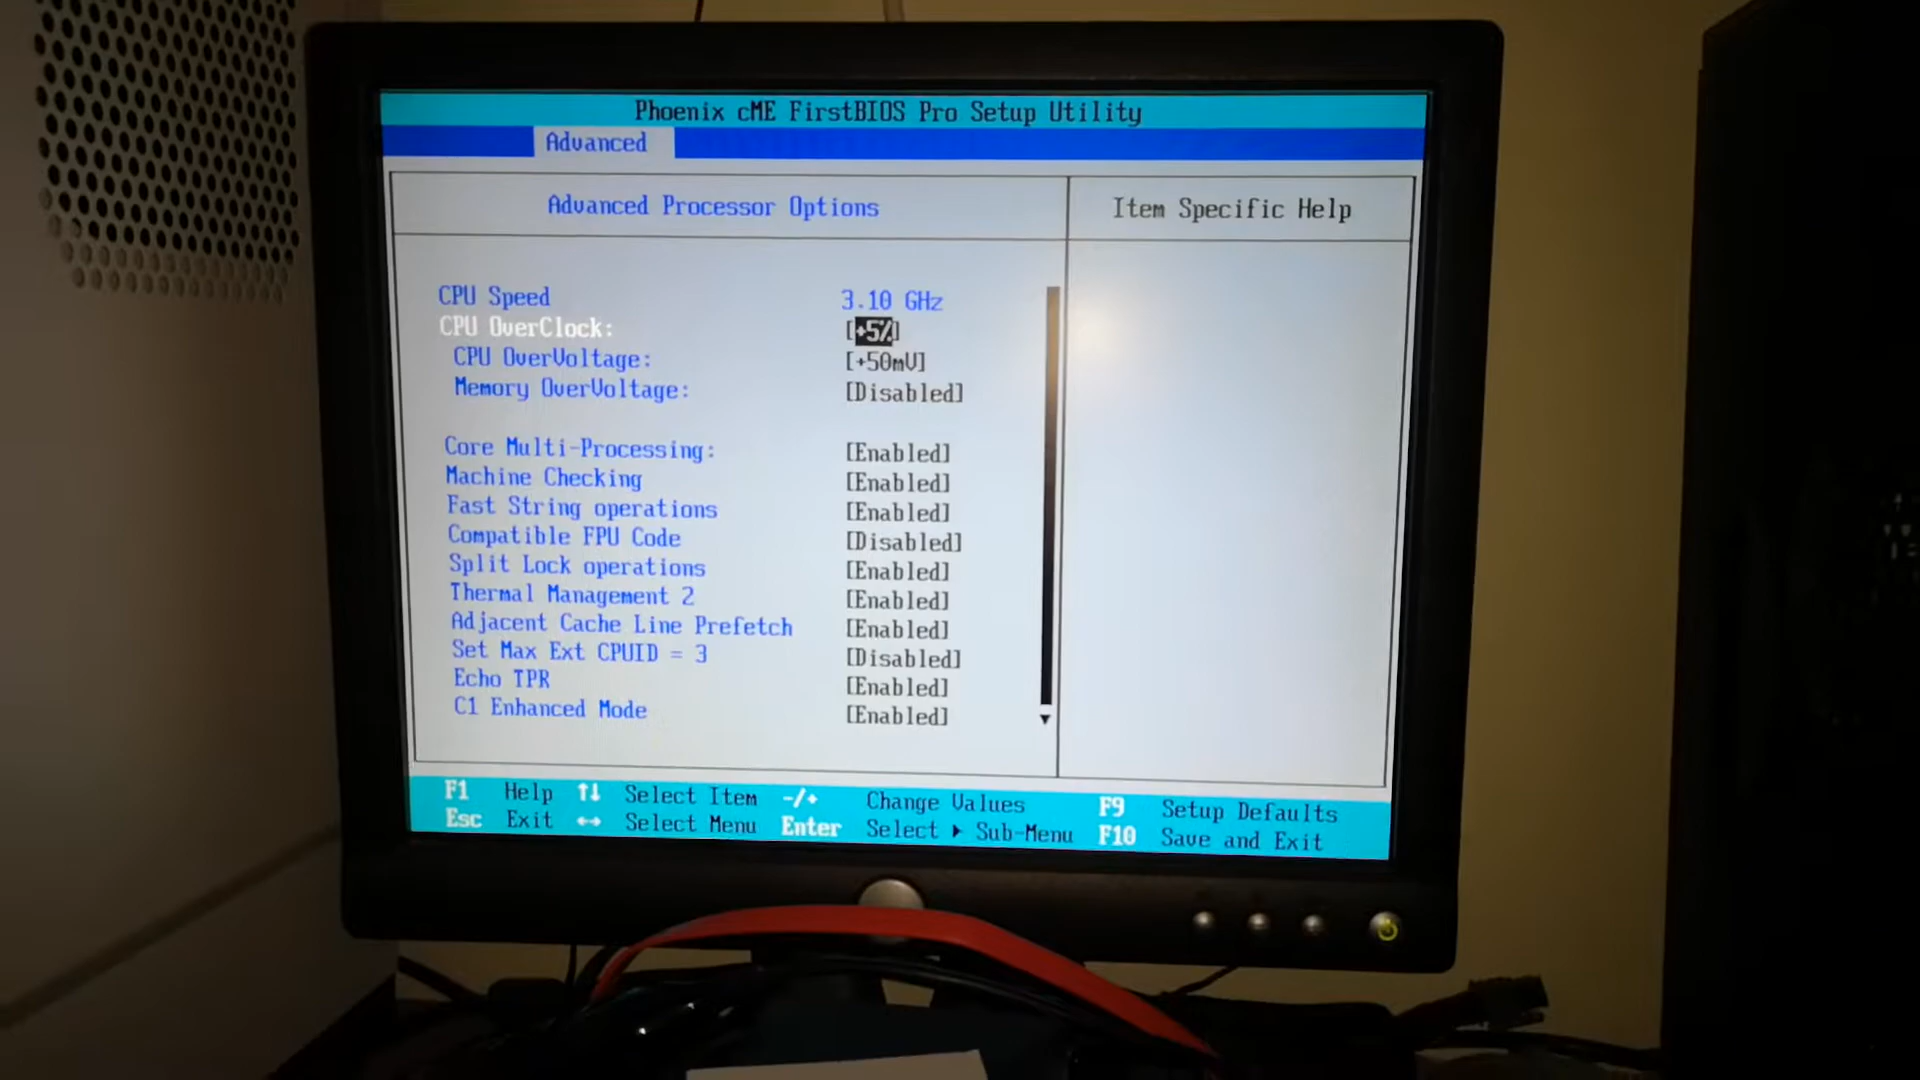 Phoenix cME FirstBIOS Pro Setup Utility
Advanced
Advanced Processor Options
Item Specific Help
CPU Speed 3.10 GHz
CPU OverClock: [+5%]
CPU OverVoltage: [+50mV]
Memory OverVoltage: [Disabled]
Core Multi-Processing: [Enabled]
Machine Checking [Enabled]
Fast String operations [Enabled]
Compatible FPU Code [Disabled]
Split Lock operations [Enabled]
Thermal Management 2 [Enabled]
Adjacent Cache Line Prefetch [Enabled]
Set Max Ext CPUID = 3 [Disabled]
Echo TPR [Enabled]
C1 Enhanced Mode [Enabled]
F1 Help ↑↓ Select Item -/+ Change Values F9 Setup Defaults
Esc Exit ↔ Select Menu Enter Select ▶ Sub-Menu F10 Save and Exit